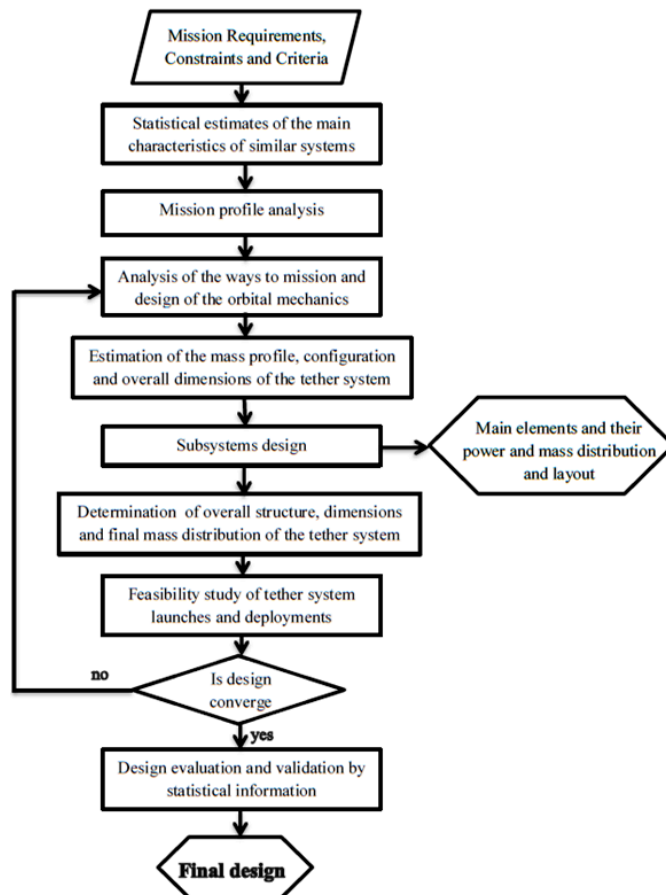 Mission Requirements,
Constraints and Criteria
Statistical estimates of the main
characteristics of similar systems
Mission profile analysis
Analysis of the ways to mission and
design of the orbital mechanics
Estimation of the mass profile, configuration
and overall dimensions of the tether system
Subsystems design
Main elements and their
power and mass distribution
and layout
Determination of overall structure, dimensions
and final mass distribution of the tether system
Feasibility study of tether system
launches and deployments
no
Is design
converge
yes
Design evaluation and validation by
statistical information
Final design